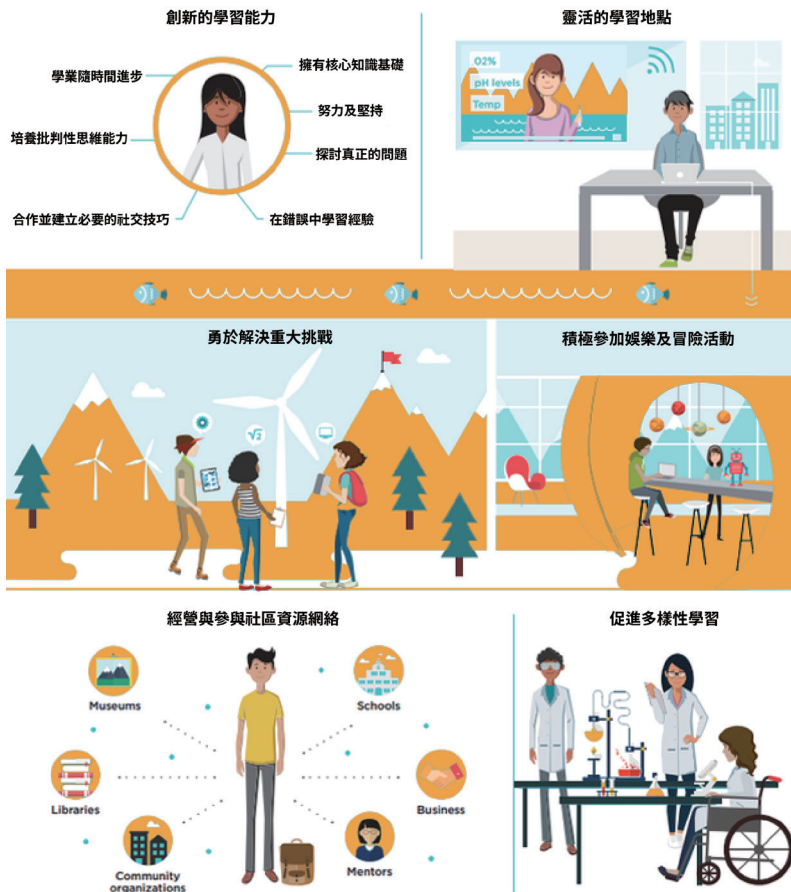 創新的學習能力
學業隨時間進步
擁有核心知識基礎
努力及堅持
培養批判性思維能力
探討真正的問題
合作並建立必要的社交技巧
在錯誤中學習經驗
靈活的學習地點
02%
pH levels
Temp
勇於解決重大挑戰
√2
積極參加娛樂及冒險活動
經營與參與社區資源網絡
Museums
Schools
Libraries
Business
Community
organizations
Mentors
促進多樣性學習